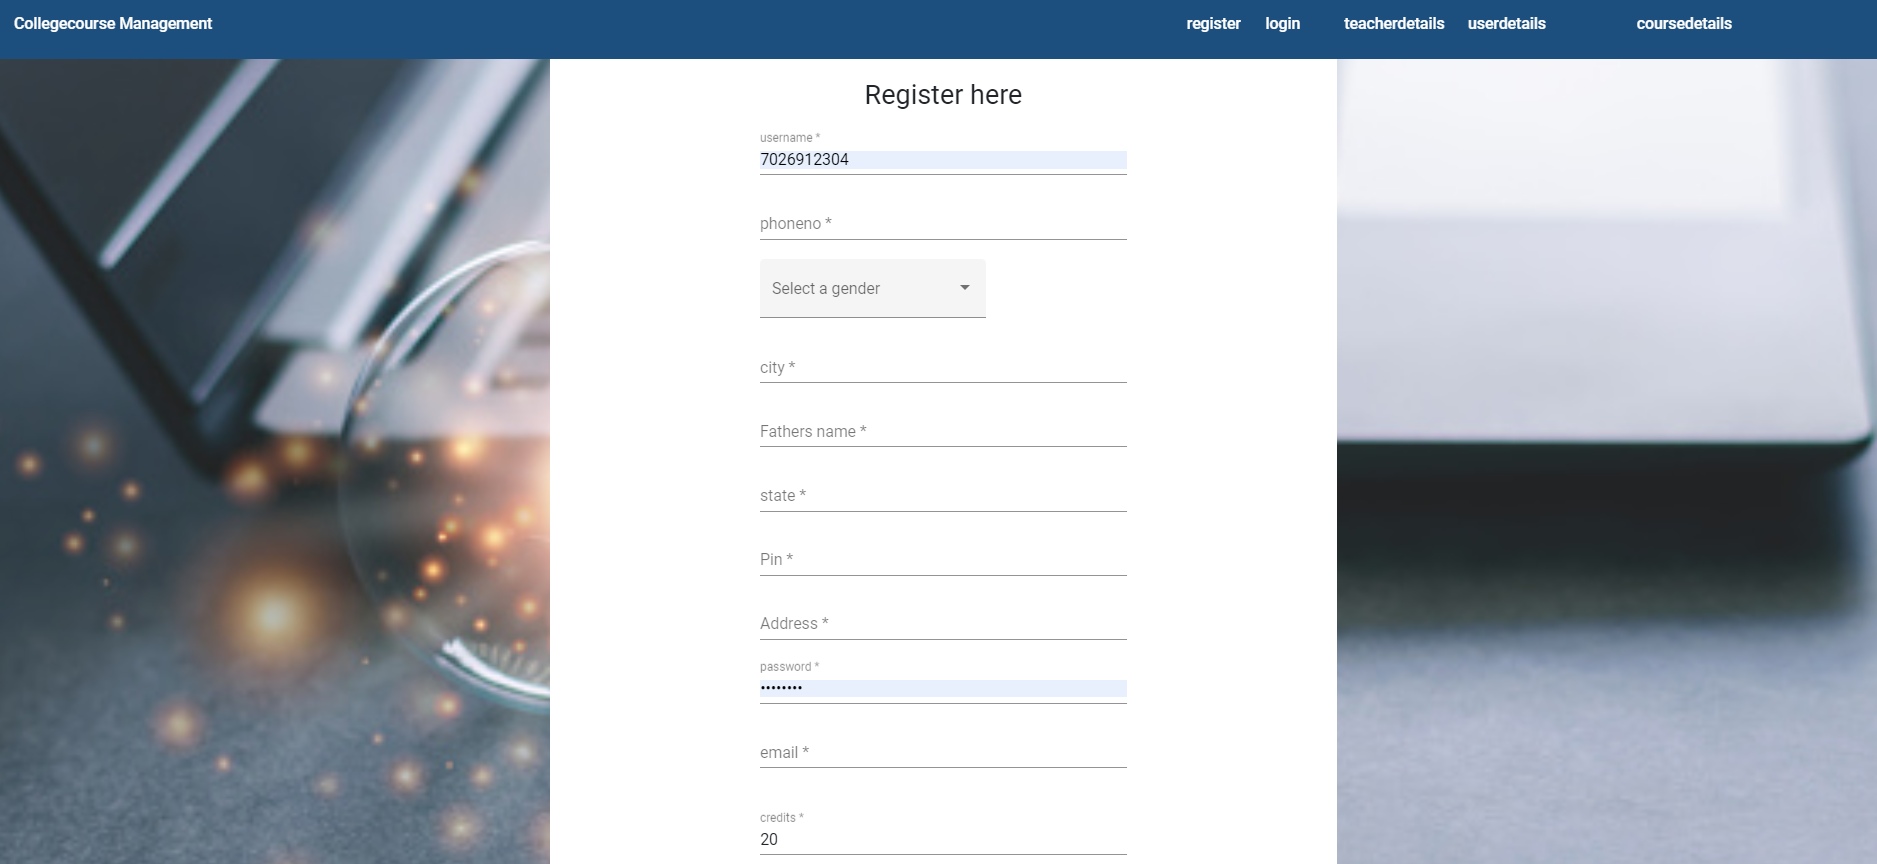 Collegecourse Management register login teacherdetails userdetails coursedetails
Register here
username *
7026912304
phoneno *
Select a gender
city *
Fathers name *
state *
Pin *
Address *
password *
••••••••
email *
credits *
20